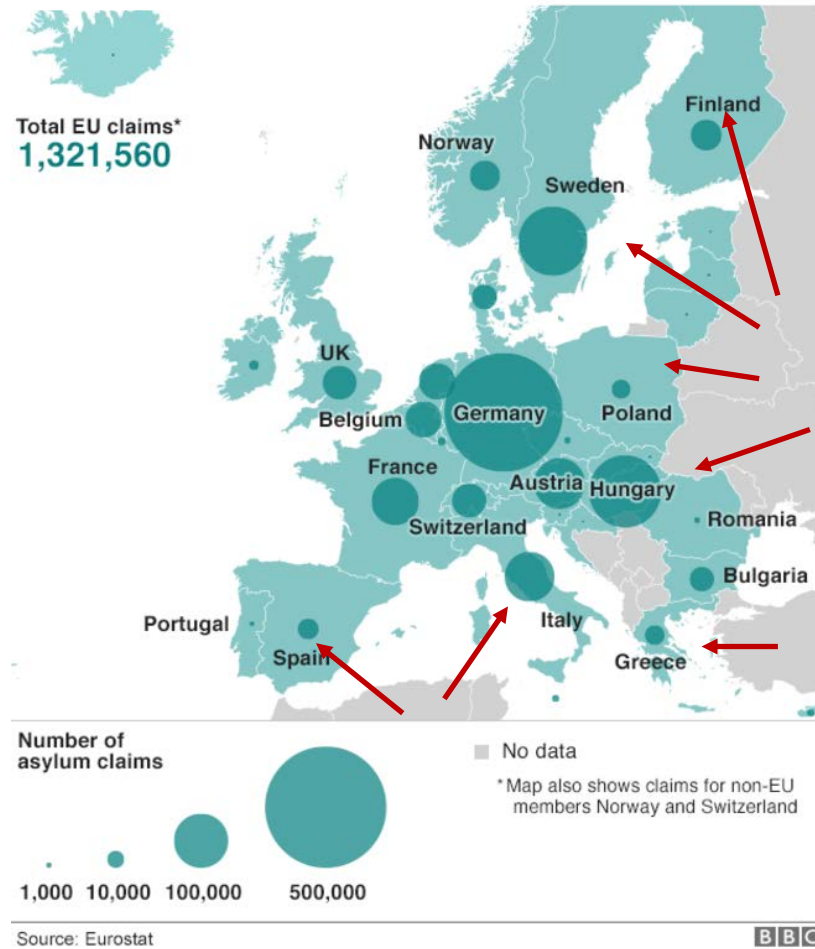 Total EU claims*
1,321,560
Finland
Norway
Sweden
UK
Belgium
Germany
Poland
France
Austria
Hungary
Switzerland
Romania
Bulgaria
Portugal
Spain
Italy
Greece
Number of
asylum claims
No data
*Map also shows claims for non-EU
members Norway and Switzerland
1,000 10,000 100,000 500,000
Source: Eurostat
BBC